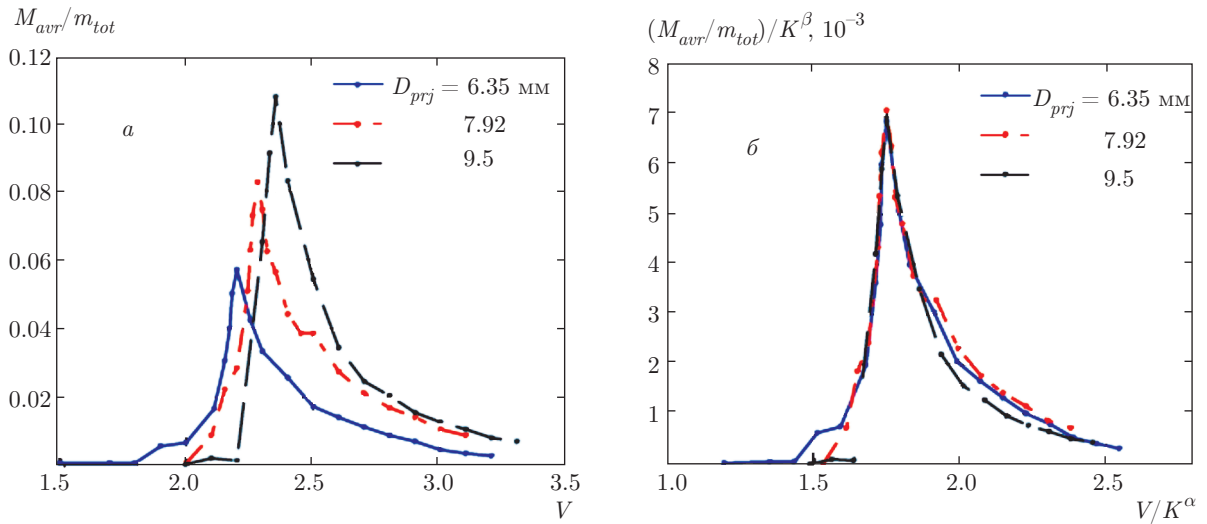 M_avr/m_tot
0.12
0.10
0.08
0.06
0.04
0.02
1.5 2.0 2.5 3.0 3.5
V
а
D_prj = 6.35 мм
7.92
9.5
(M_avr/m_tot)/K^β, 10^−3
8
7
6
5
4
3
2
1
1.0 1.5 2.0 2.5
V/K^α
б
D_prj = 6.35 мм
7.92
9.5